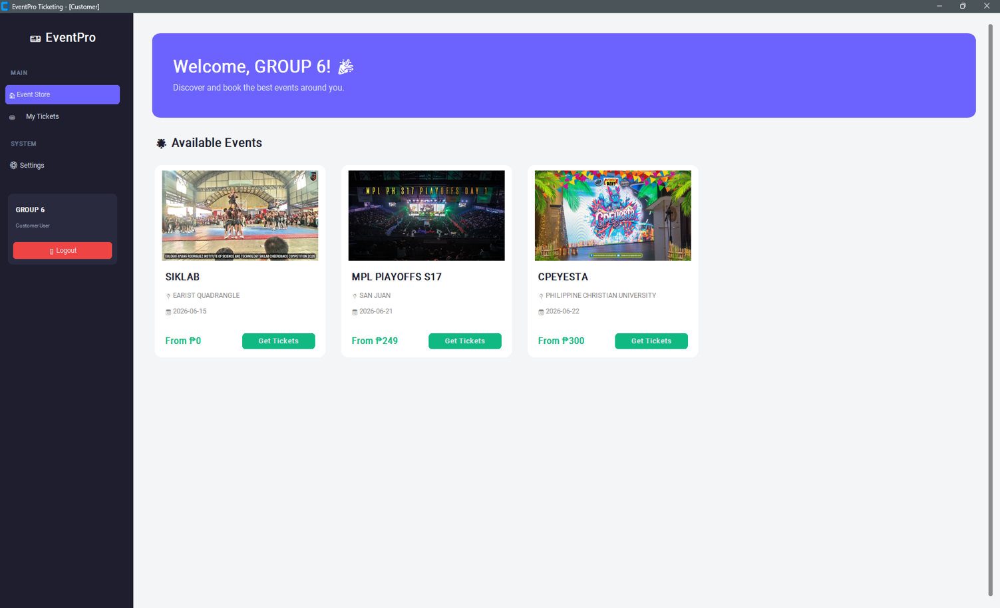 EventPro Ticketing - [Customer]
EventPro
MAIN
Event Store
My Tickets
SYSTEM
Settings
GROUP 6
Customer User
Logout
Welcome, GROUP 6!
Discover and book the best events around you.
Available Events
EULOGIO AMANG RODRIGUEZ INSTITUTE OF SCIENCE AND TECHNOLOGY SIKLAB CHEERDANCE COMPETITION 2026
SIKLAB
EARIST QUADRANGLE
2026-06-15
From ₱0
Get Tickets
MPL PH S17 PLAYOFFS DAY 1
MPL PlAYOFFS S17
SAN JUAN
2026-06-21
From ₱249
Get Tickets
CPEYESTA
CPEYESTA
PHILIPPINE CHRISTIAN UNIVERSITY
2026-06-22
From ₱300
Get Tickets